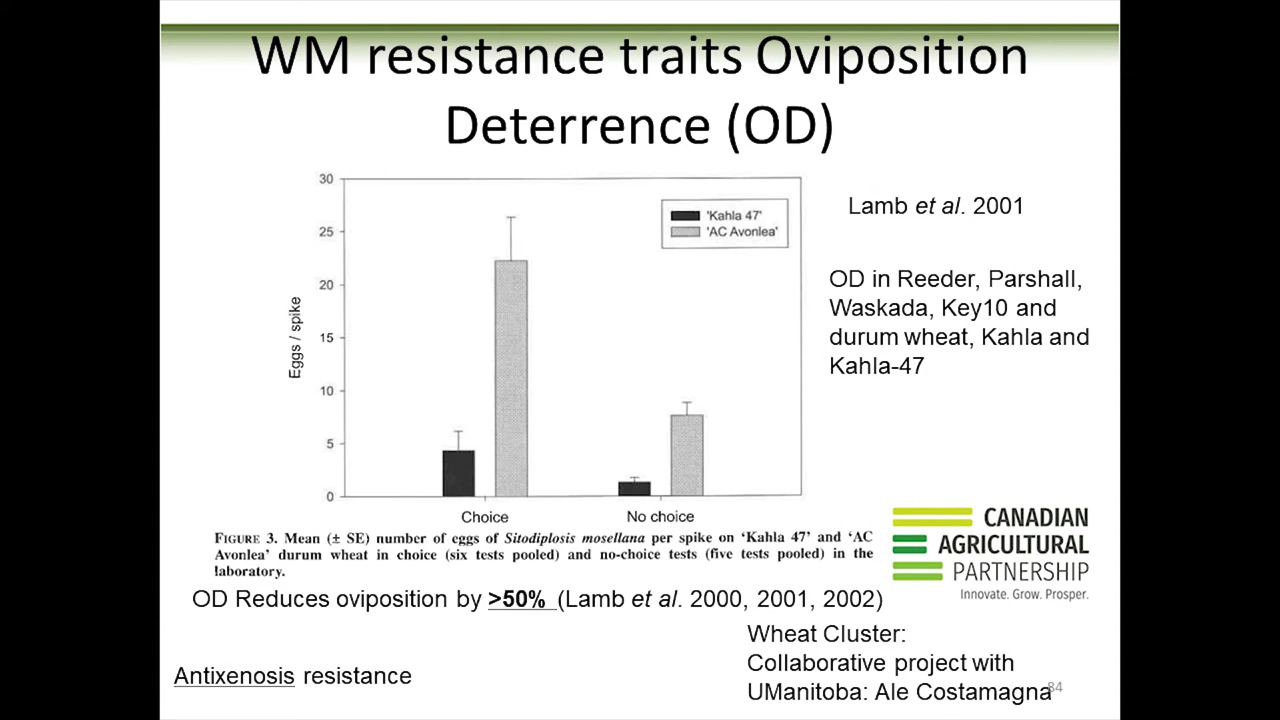 WM resistance traits Oviposition
Deterrence (OD)
30
25
20
15
10
5
0
Eggs / spike
'Kahla 47'
'AC Avonlea'
Choice
No choice
Lamb et al. 2001
OD in Reeder, Parshall,
Waskada, Key10 and
durum wheat, Kahla and
Kahla-47
FIGURE 3. Mean (± SE) number of eggs of Sitodiplosis mosellana per spike on ‘Kahla 47’ and ‘AC
Avonlea’ durum wheat in choice (six tests pooled) and no-choice tests (five tests pooled) in the
laboratory.
CANADIAN
AGRICULTURAL
PARTNERSHIP
Innovate. Grow. Prosper.
OD Reduces oviposition by >50% (Lamb et al. 2000, 2001, 2002)
Wheat Cluster:
Collaborative project with
UManitoba: Ale Costamagna
Antixenosis resistance
84